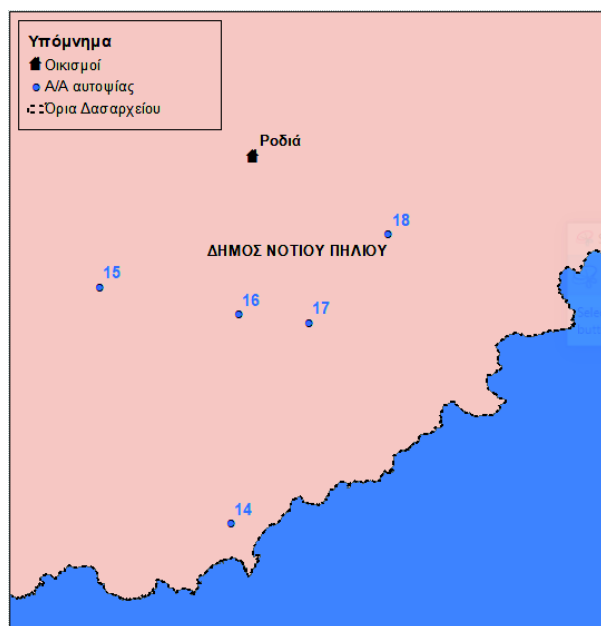 Υπόμνημα
Οικισμοί
Α/Α αυτοψίας
Όρια Δασαρχείου
Ροδιά
18
ΔΗΜΟΣ ΝΟΤΙΟΥ ΠΗΛΙΟΥ
15
16
17
14